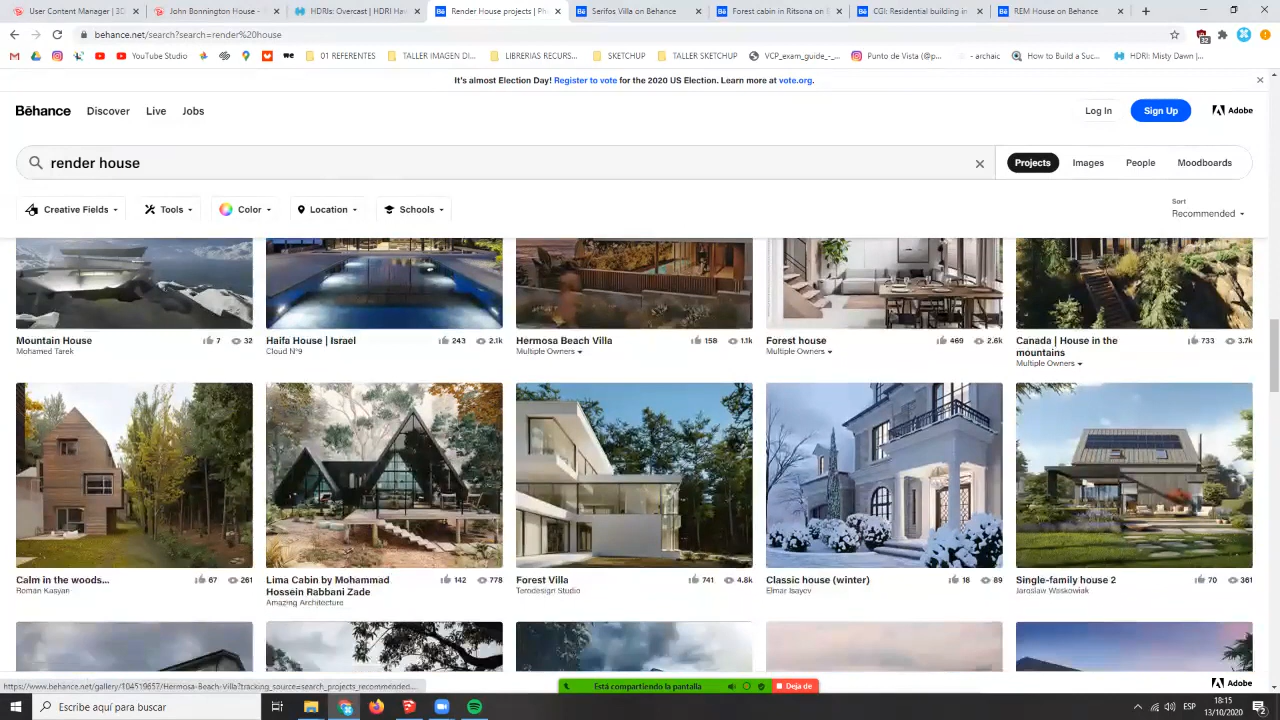 User Content Manager | 3D
John Bonnington House -
HDRIs: Overcast | HDRI Ha
Render House projects | Ph
Serifos Villa on Behance
Forest cabin in Ritsona on
CGI: Residential building in
REM House on Behance
behance.net/search?search=render%20house
YouTube Studio
01 REFERENTES
TALLER IMAGEN DI...
LIBRERIAS RECURS...
SKETCHUP
TALLER SKETCHUP
VCP_exam_guide_-_...
Punto de Vista (@p...
- archaic
How to Build a Suc...
HDRI: Misty Dawn |...
It's almost Election Day! Register to vote for the 2020 US Election. Learn more at vote.org.
Bēhance
Discover
Live
Jobs
Log In
Sign Up
Adobe
render house
Projects
Images
People
Moodboards
Creative Fields
Tools
Color
Location
Schools
Sort
Recommended
Mountain House 7 32
Mohamed Tarek
Haifa House | Israel 243 2.1k
Cloud Nº9
Hermosa Beach Villa 158 1.1k
Multiple Owners
Forest house 469 2.6k
Multiple Owners
Canada | House in the 733 3.7k
mountains
Multiple Owners
Calm in the woods... 67 261
Román Kasyan
Lima Cabin by Mohammad 142 778
Hossein Rabbani Zade
Amazing Architecture
Forest Villa 741 4.8k
Terodesign Studio
Classic house (winter) 18 89
Elmar Isayev
Single-family house 2 70 361
Jaroslaw Waskowiak
https://www.behance.net/gallery/104519657/Hermosa-Beach-Villa?tracking_source=search_projects_recommended...
Está compartiendo la pantalla
Deja de
Adobe
Escribe aquí para buscar
ESP
18:15
13/10/2020
2